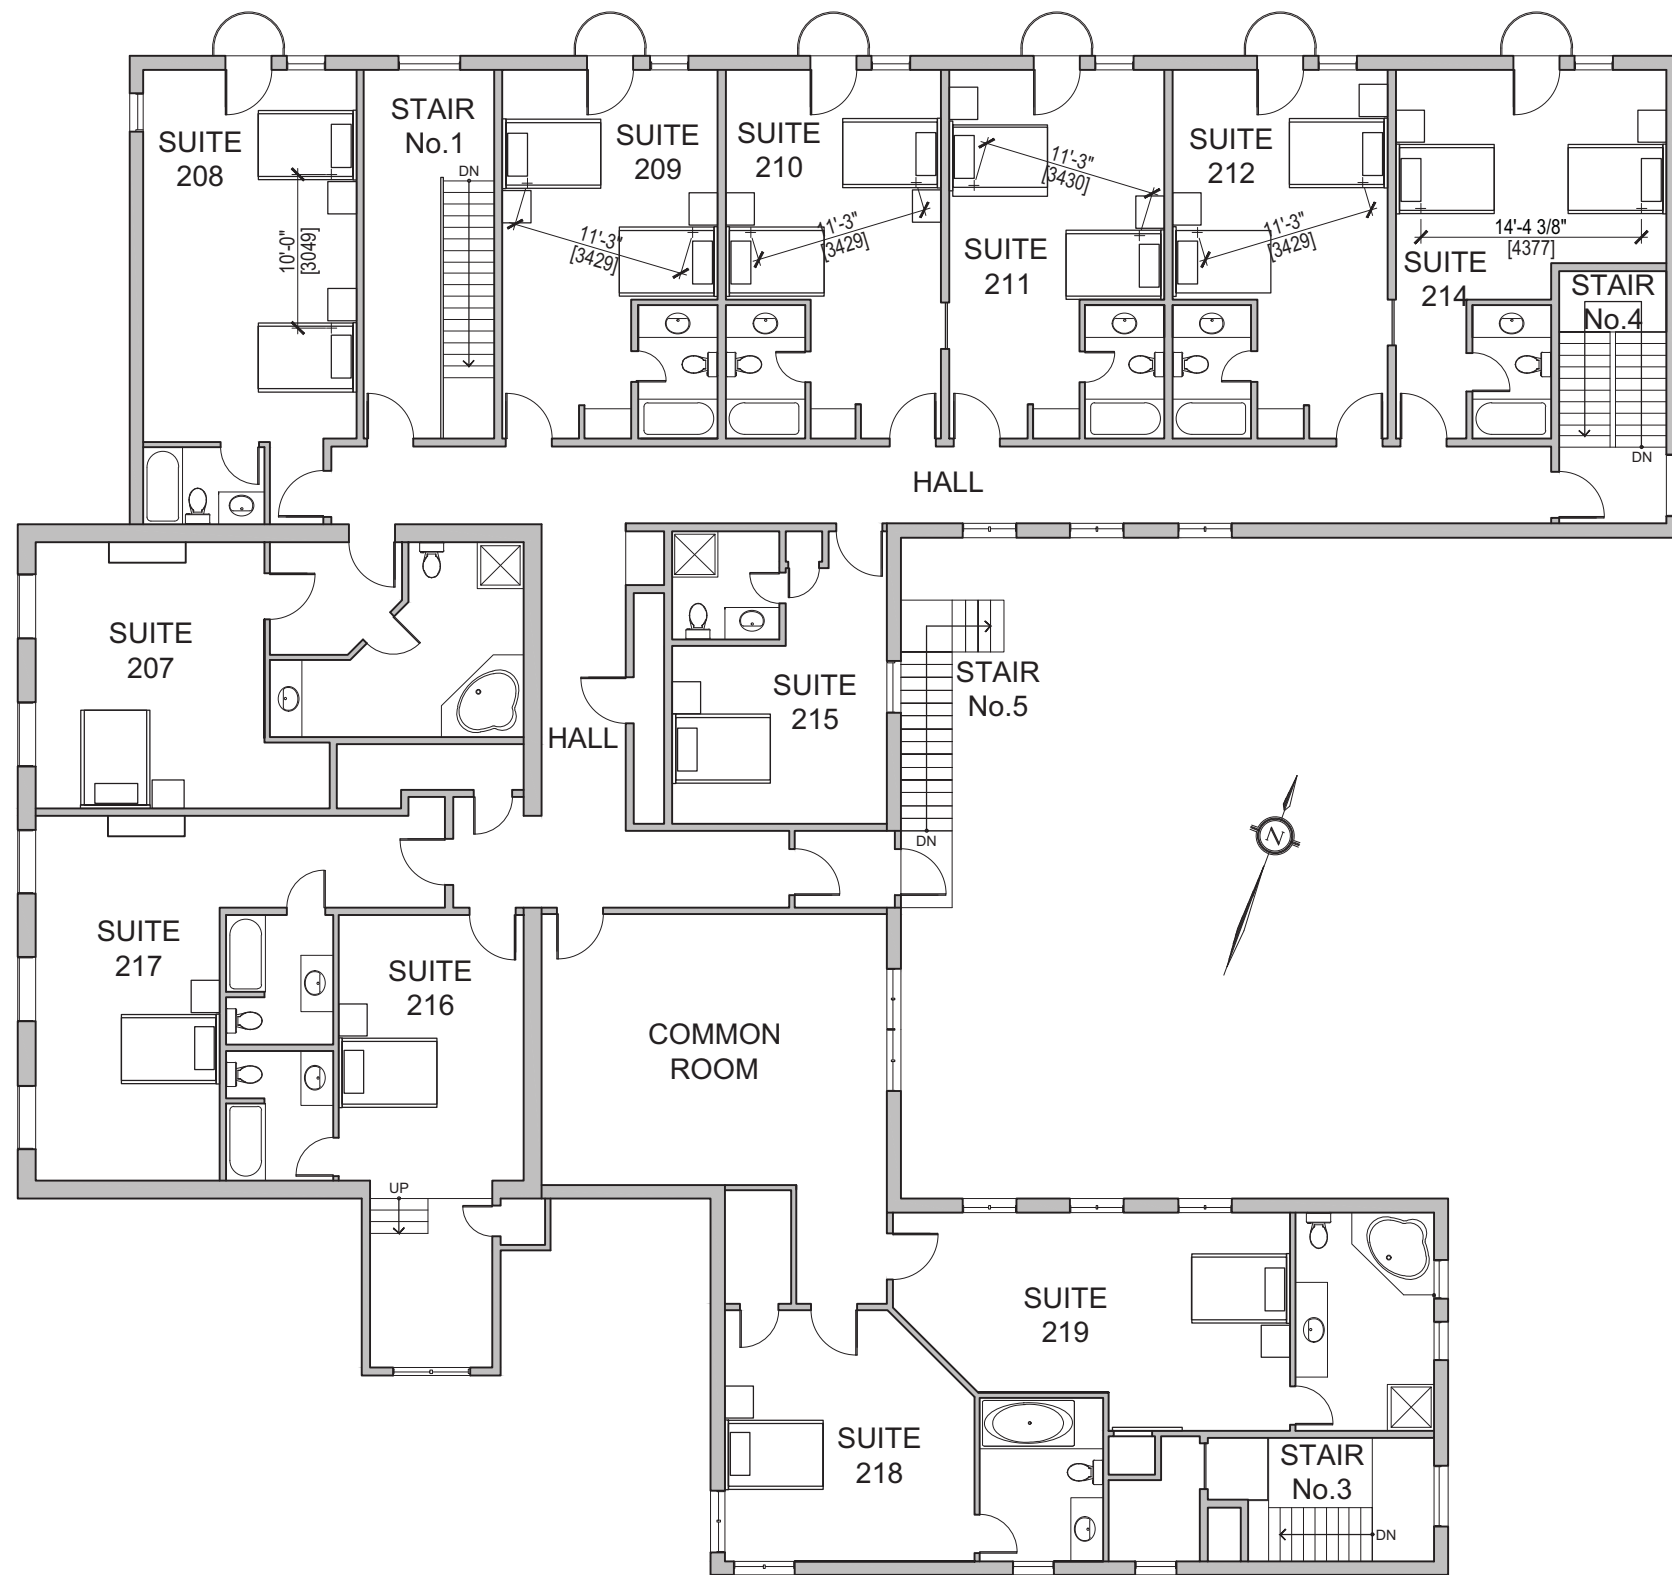 SUITE
208
STAIR
No.1
DN
10'-0"
[3049]
SUITE
209
11'-3"
[3429]
SUITE
210
11'-3"
[3429]
11'-3"
[3430]
SUITE
211
SUITE
212
11'-3"
[3429]
14'-4 3/8"
[4377]
SUITE
214
STAIR
No.4
DN
HALL
SUITE
207
HALL
SUITE
215
STAIR
No.5
DN
N
SUITE
217
SUITE
216
COMMON
ROOM
UP
SUITE
219
SUITE
218
STAIR
No.3
DN